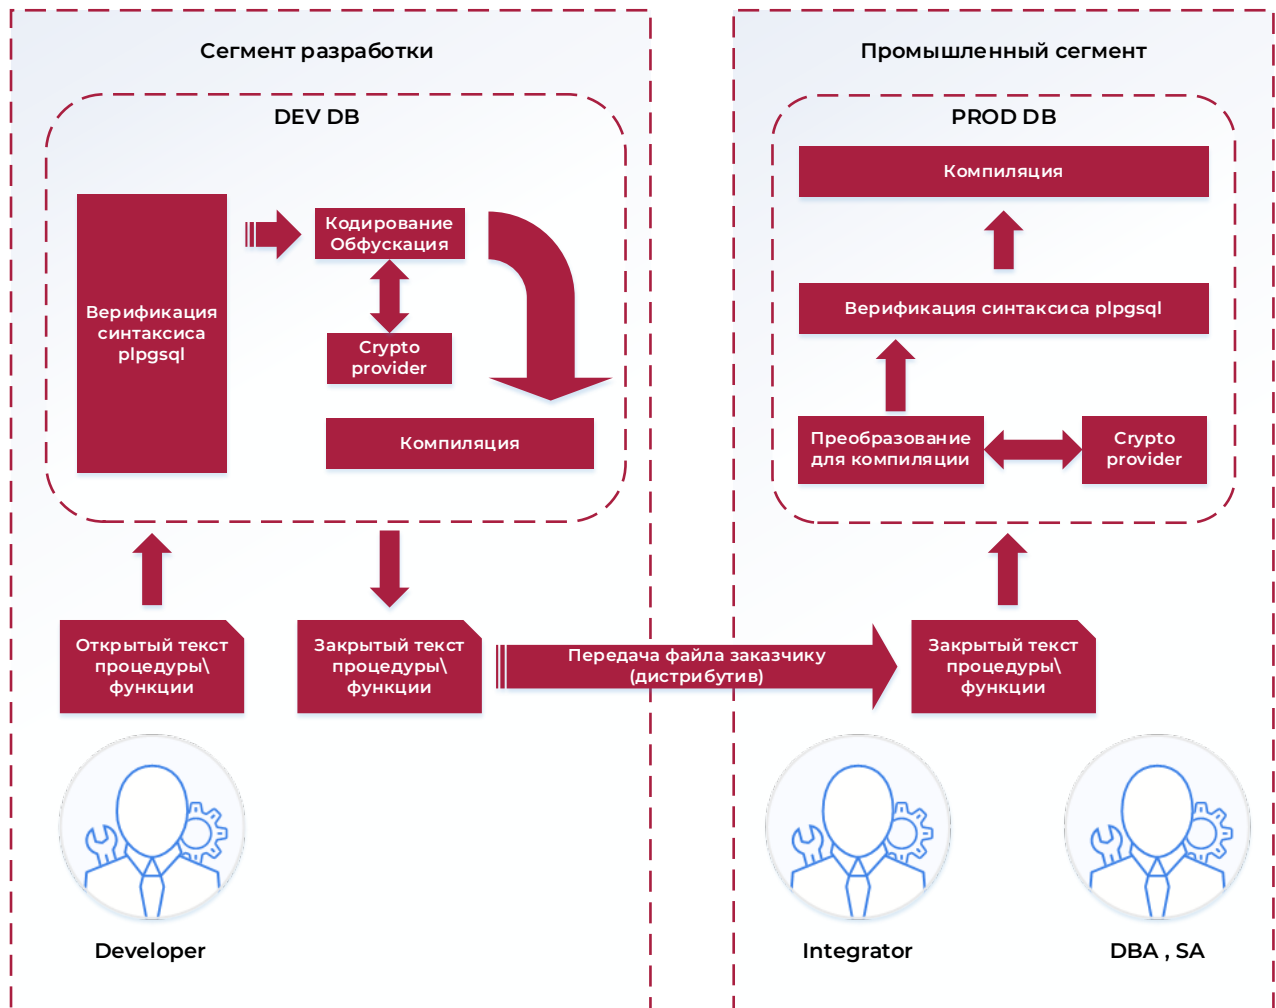 Сегмент разработки
DEV DB
Верификация
синтаксиса
plpgsql
Кодирование
Обфускация
Crypto
provider
Компиляция
Открытый текст
процедуры\
функции
Закрытый текст
процедуры\
функции
Developer
Передача файла заказчику
(дистрибутив)
Промышленный сегмент
PROD DB
Компиляция
Верификация синтаксиса plpgsql
Преобразование
для компиляции
Crypto
provider
Закрытый текст
процедуры\
функции
Integrator
DBA , SA